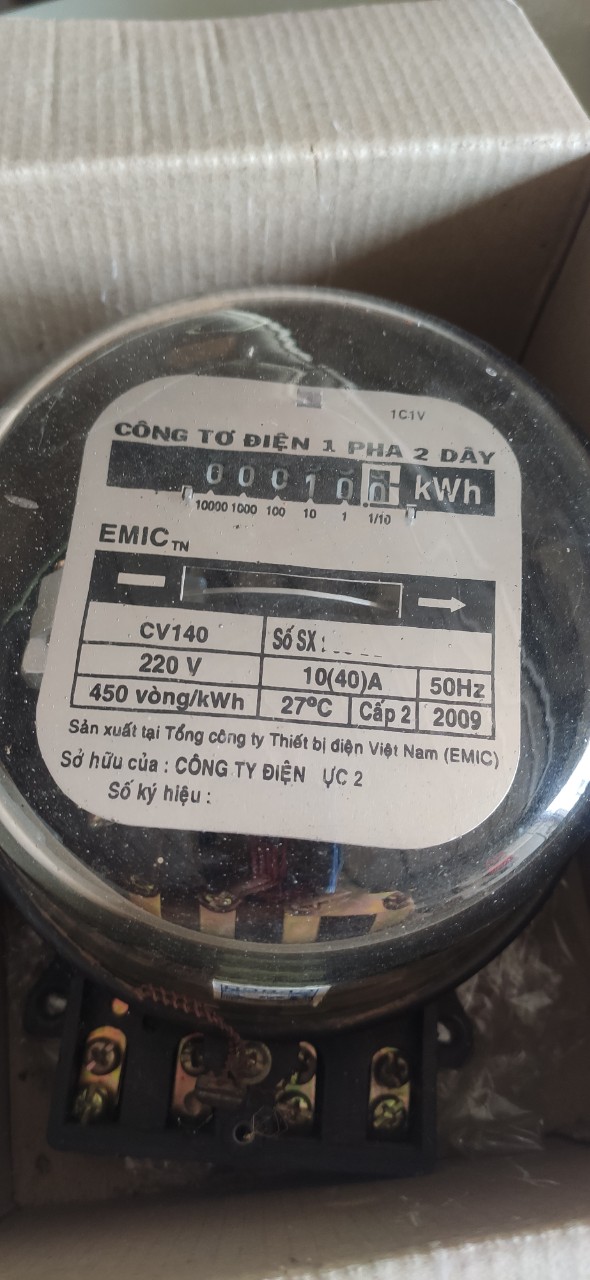 1C1V
CÔNG TƠ ĐIỆN 1 PHA 2 DÂY
000100 kWh
10000 1000 100 10 1 1/10
EMIC TN
CV140 Số SX :
220 V 10(40)A 50Hz
450 vòng/kWh 27°C Cấp 2 2009
Sản xuất tại Tổng công ty Thiết bị điện Việt Nam (EMIC)
Sở hữu của : CÔNG TY ĐIỆN ỰC 2
Số ký hiệu :